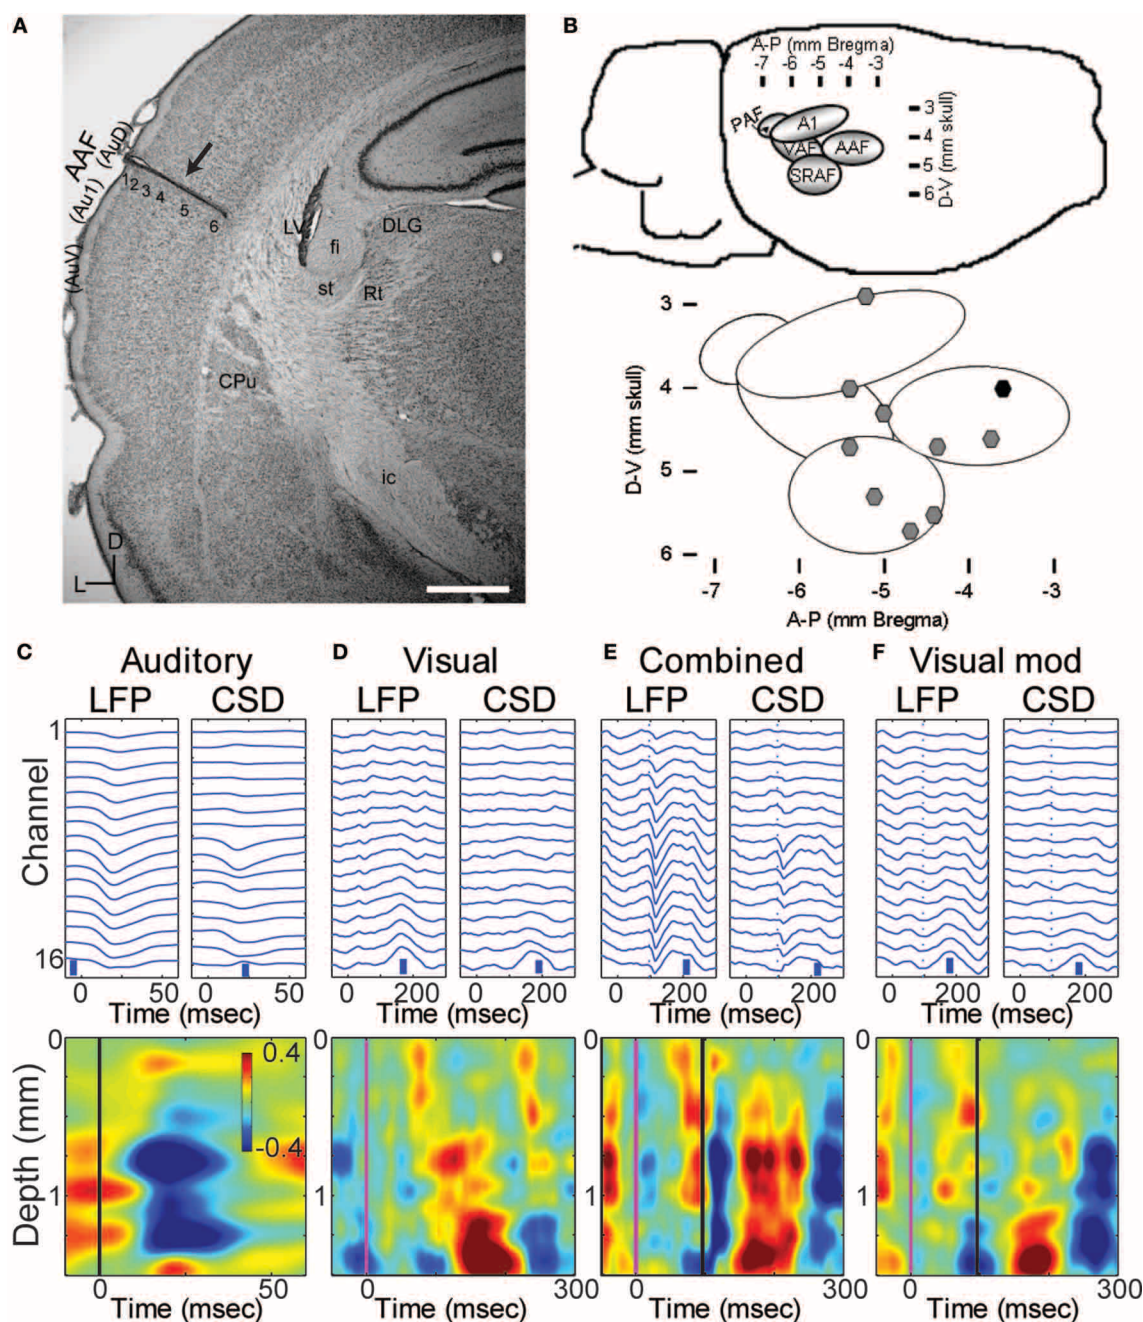 A
AAF
(AuD)
(Au1)
(AuV)
1 2 3 4 5 6
LV
fi
DLG
st
Rt
CPu
ic
D
L
B
A-P (mm Bregma)
-7 -6 -5 -4 -3
PAF
A1
VAF
AAF
SRAF
3
4
5
6
D-V (mm skull)
3
4
5
6
D-V (mm skull)
-7 -6 -5 -4 -3
A-P (mm Bregma)
C Auditory
LFP CSD
D Visual
LFP CSD
E Combined
LFP CSD
F Visual mod
LFP CSD
1
Channel
16
0 50 0 50
Time (msec)
0 200 0 200
Time (msec)
0 200 0 200
Time (msec)
0 200 0 200
Time (msec)
0
Depth (mm)
1
0.4
-0.4
0 50
Time (msec)
0
1
0 300
Time (msec)
0
1
0 300
Time (msec)
0
1
0 300
Time (msec)